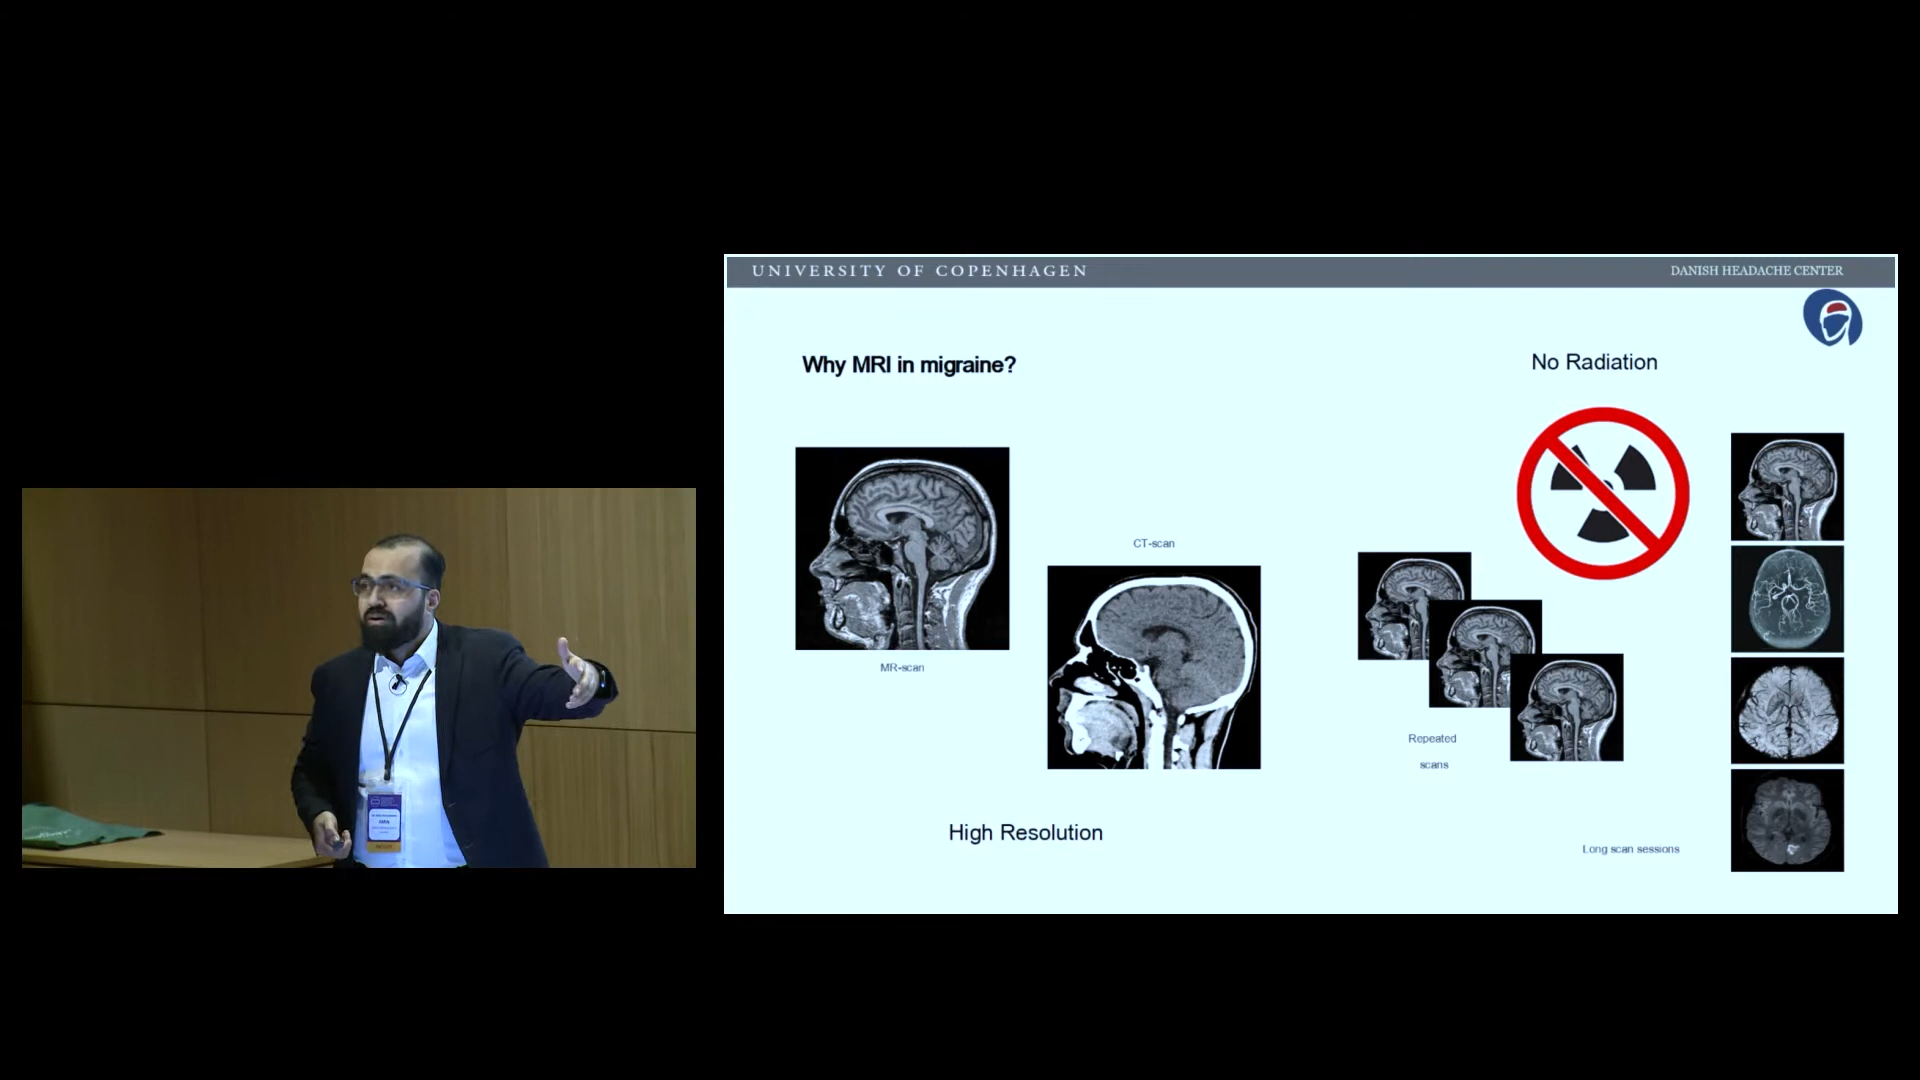 UNIVERSITY OF COPENHAGEN
DANISH HEADACHE CENTER
Why MRI in migraine?
No Radiation
CT-scan
MR-scan
Repeated
scans
High Resolution
Long scan sessions